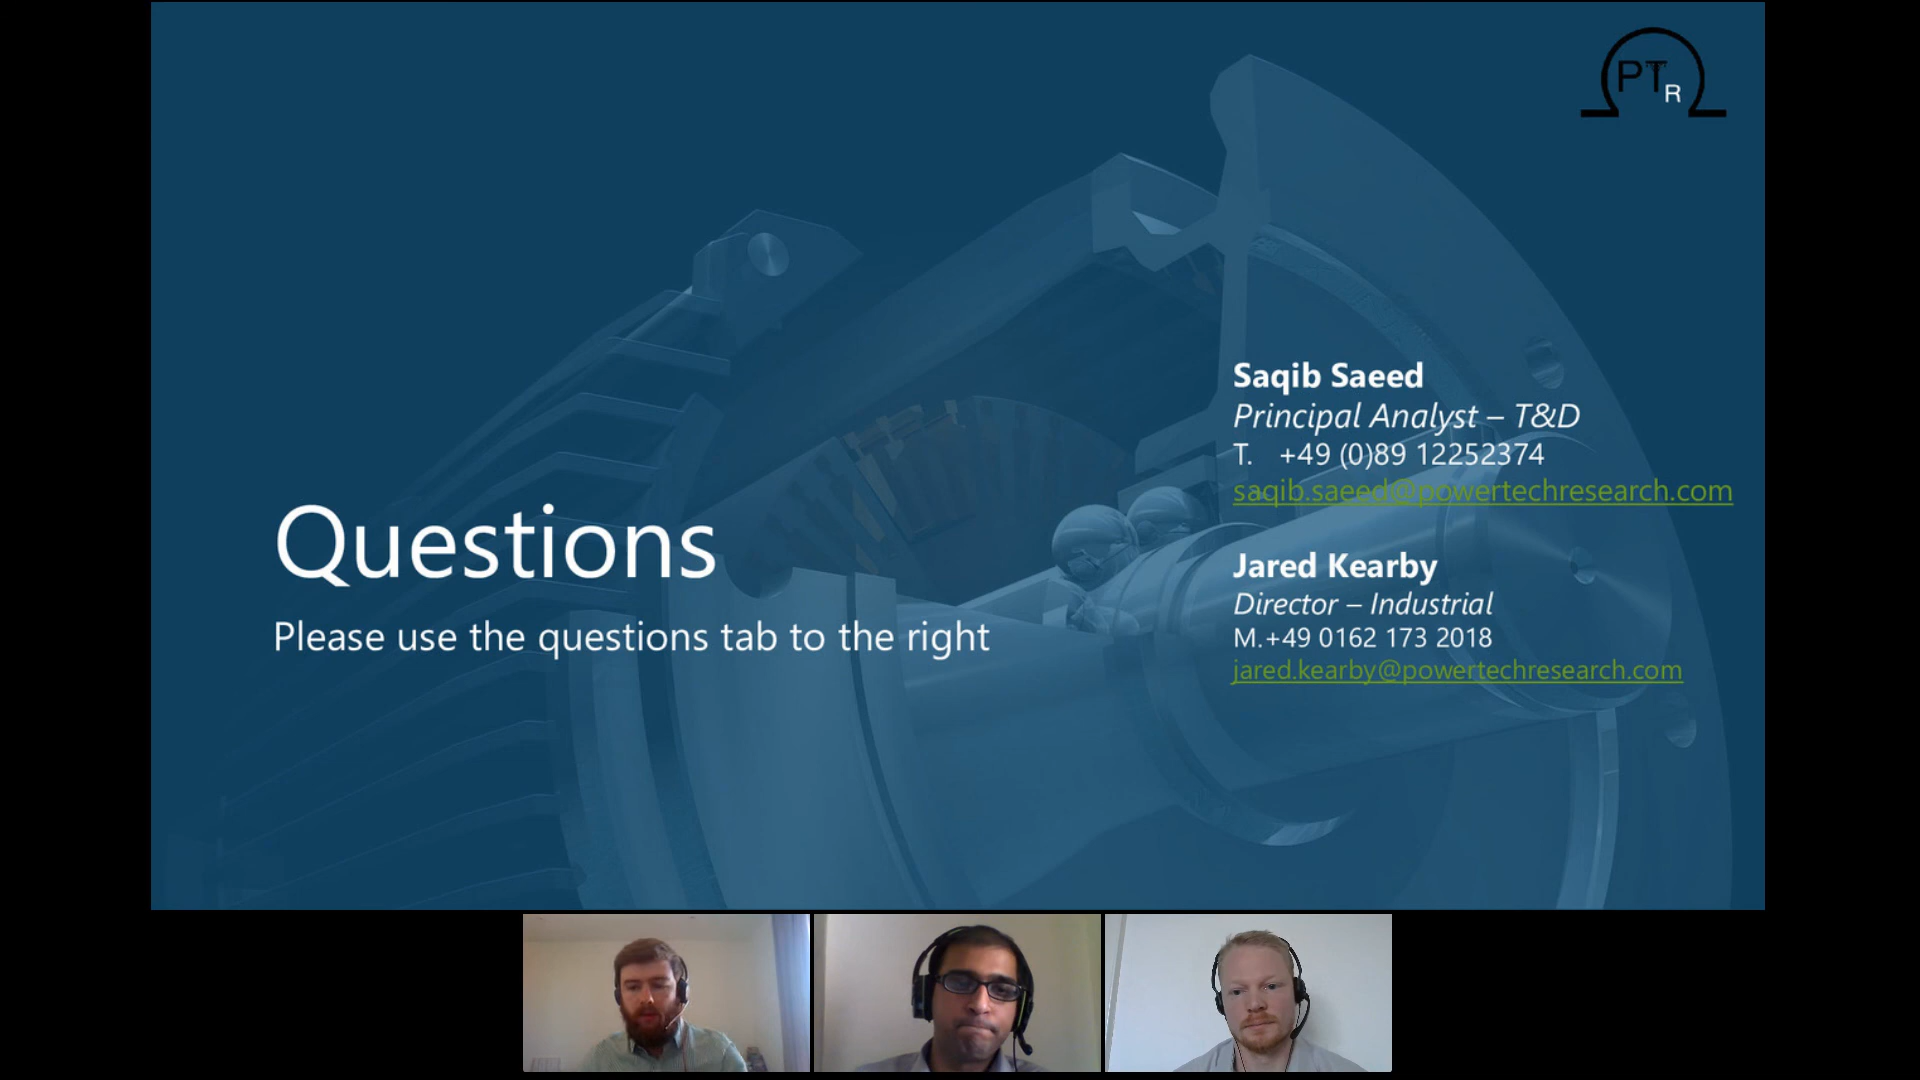 PTR
Questions
Please use the questions tab to the right
Saqib Saeed
Principal Analyst – T&D
T. +49 (0)89 12252374
saqib.saeed@powertechresearch.com
Jared Kearby
Director – Industrial
M.+49 0162 173 2018
jared.kearby@powertechresearch.com